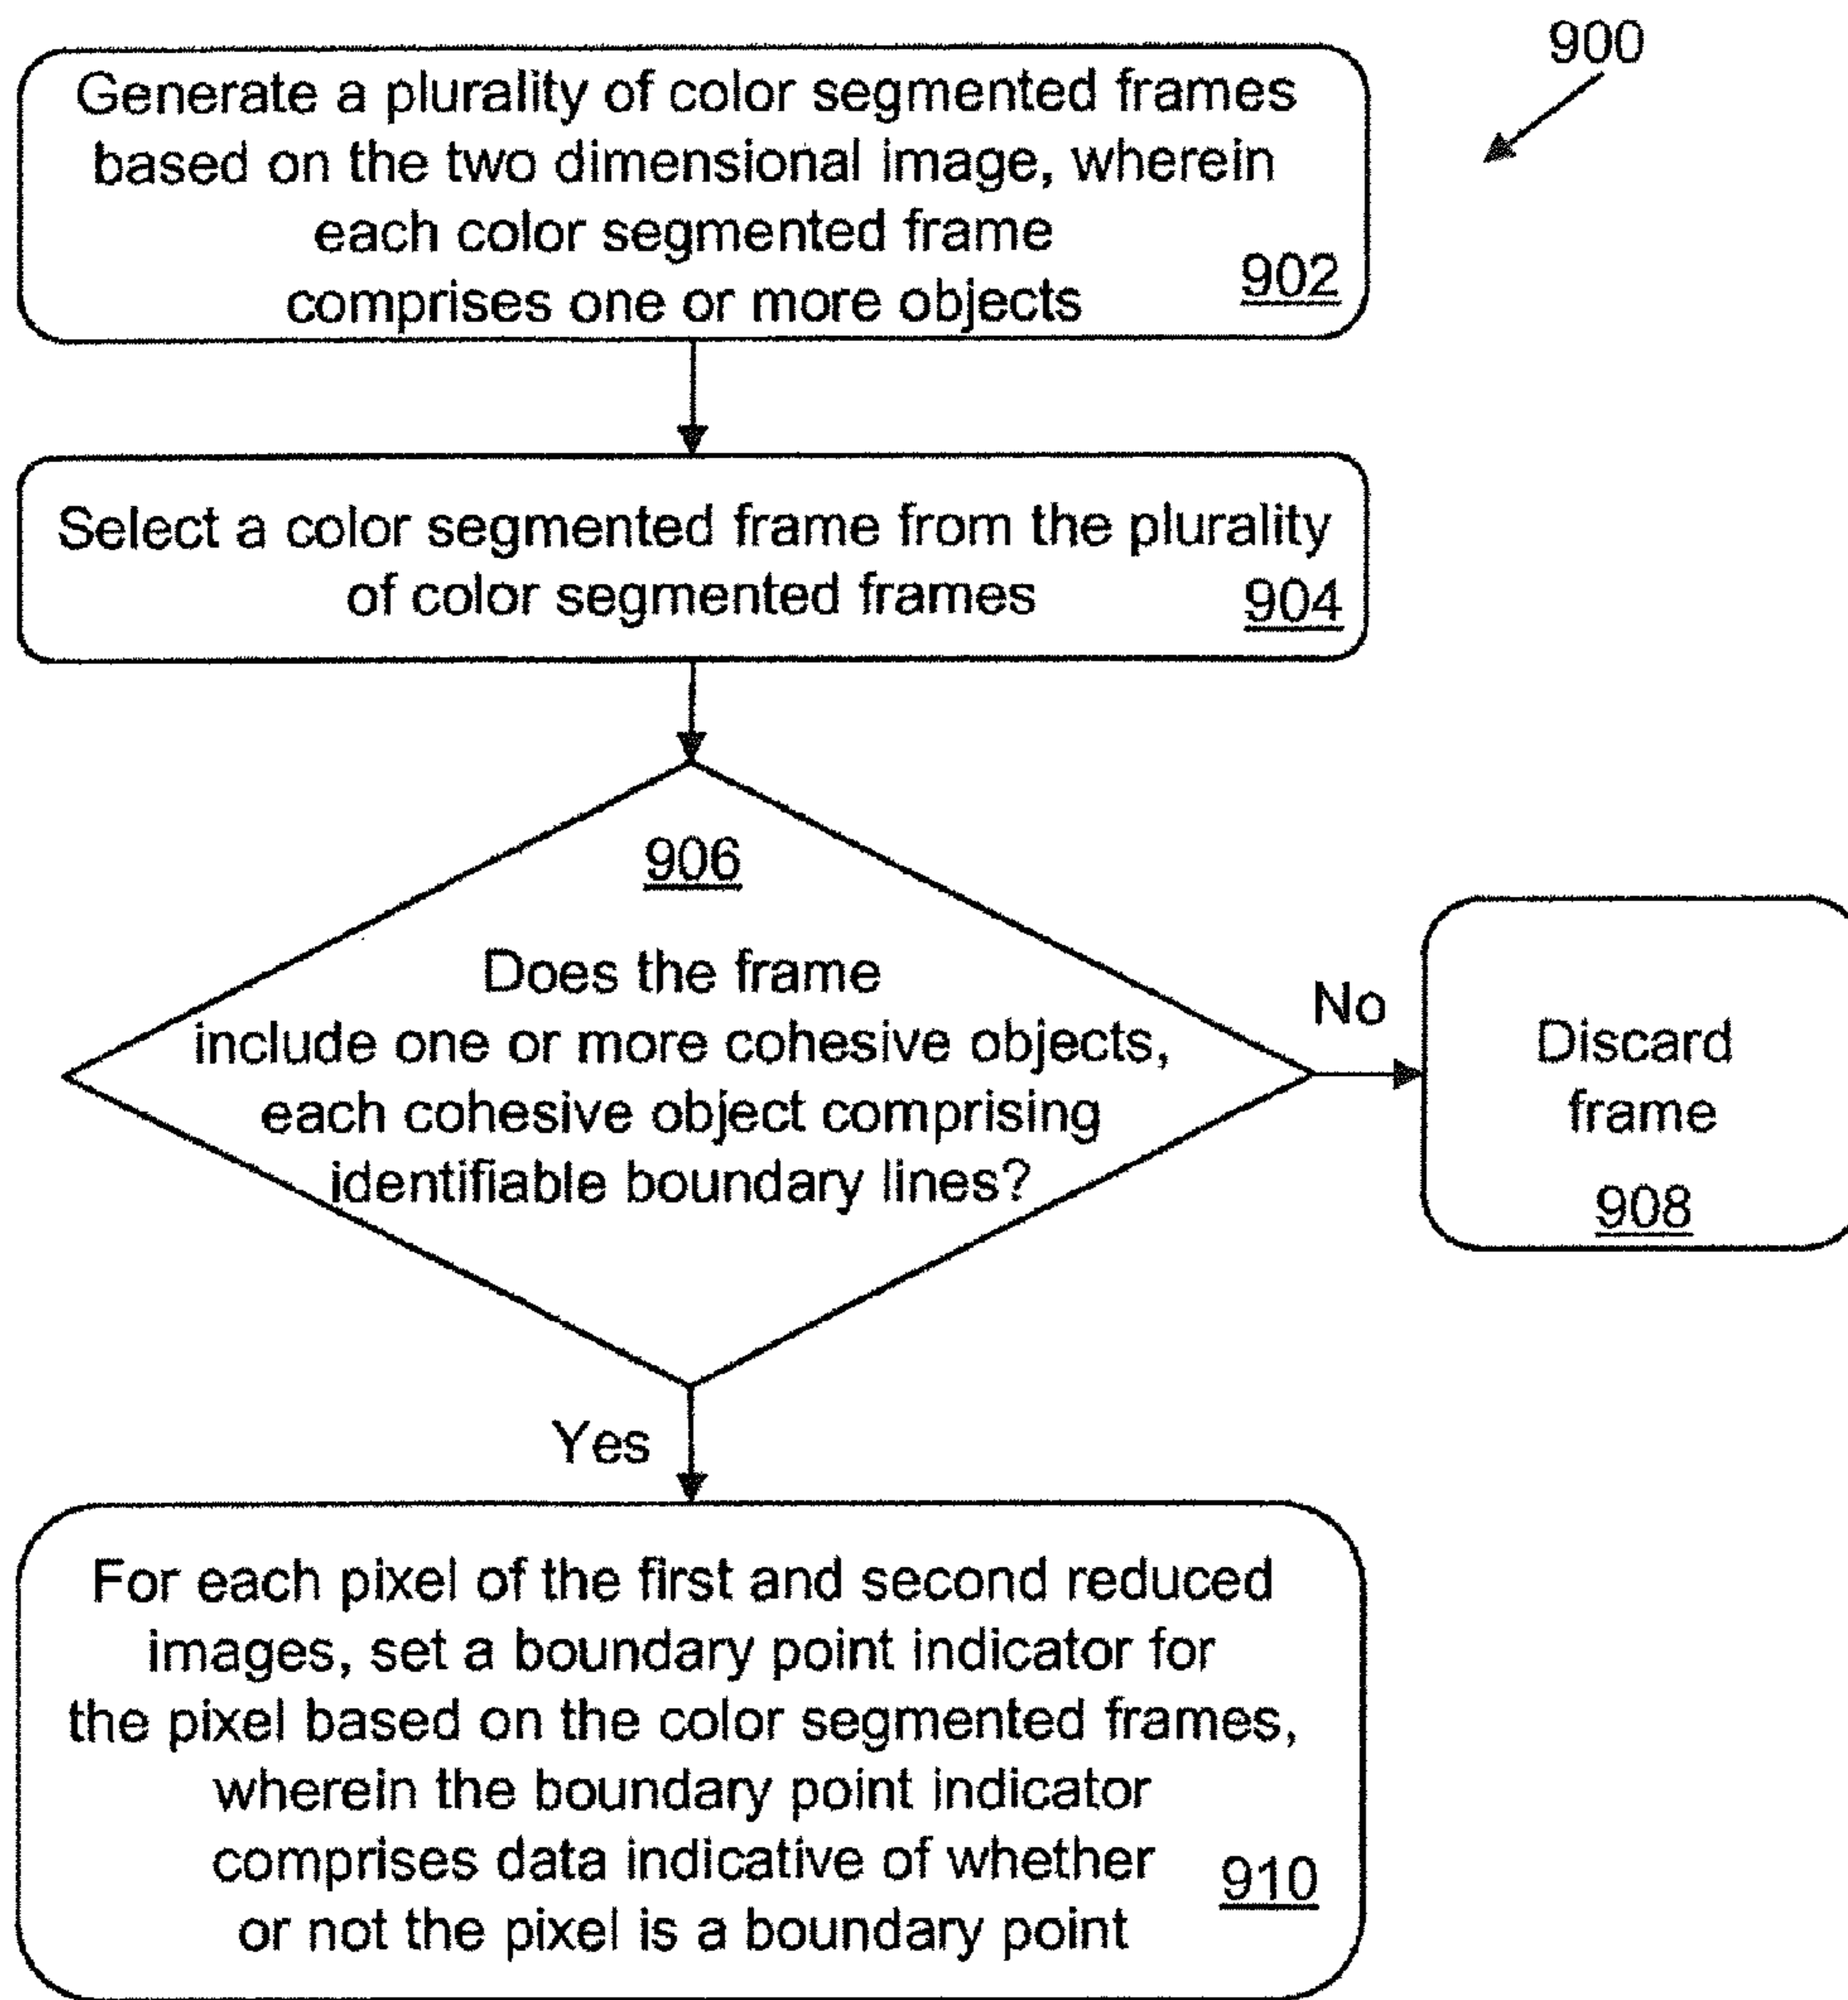 900
Generate a plurality of color segmented frames
based on the two dimensional image, wherein
each color segmented frame
comprises one or more objects
902
Select a color segmented frame from the plurality
of color segmented frames
904
906
Does the frame
include one or more cohesive objects,
each cohesive object comprising
identifiable boundary lines?
No
Discard
frame
908
Yes
For each pixel of the first and second reduced
images, set a boundary point indicator for
the pixel based on the color segmented frames,
wherein the boundary point indicator
comprises data indicative of whether
or not the pixel is a boundary point
910